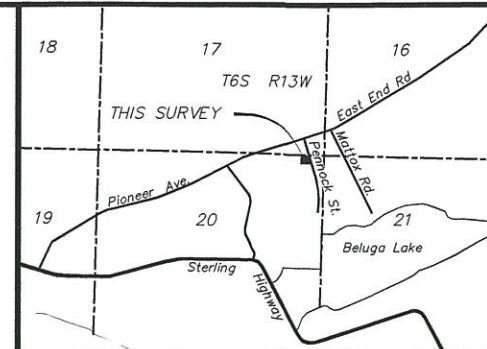 18
17
16
T6S R13W
East End Rd
THIS SURVEY
Pennock St.
Mattox Rd.
Pioneer Ave.
19
20
21
Beluga Lake
Sterling
Highway